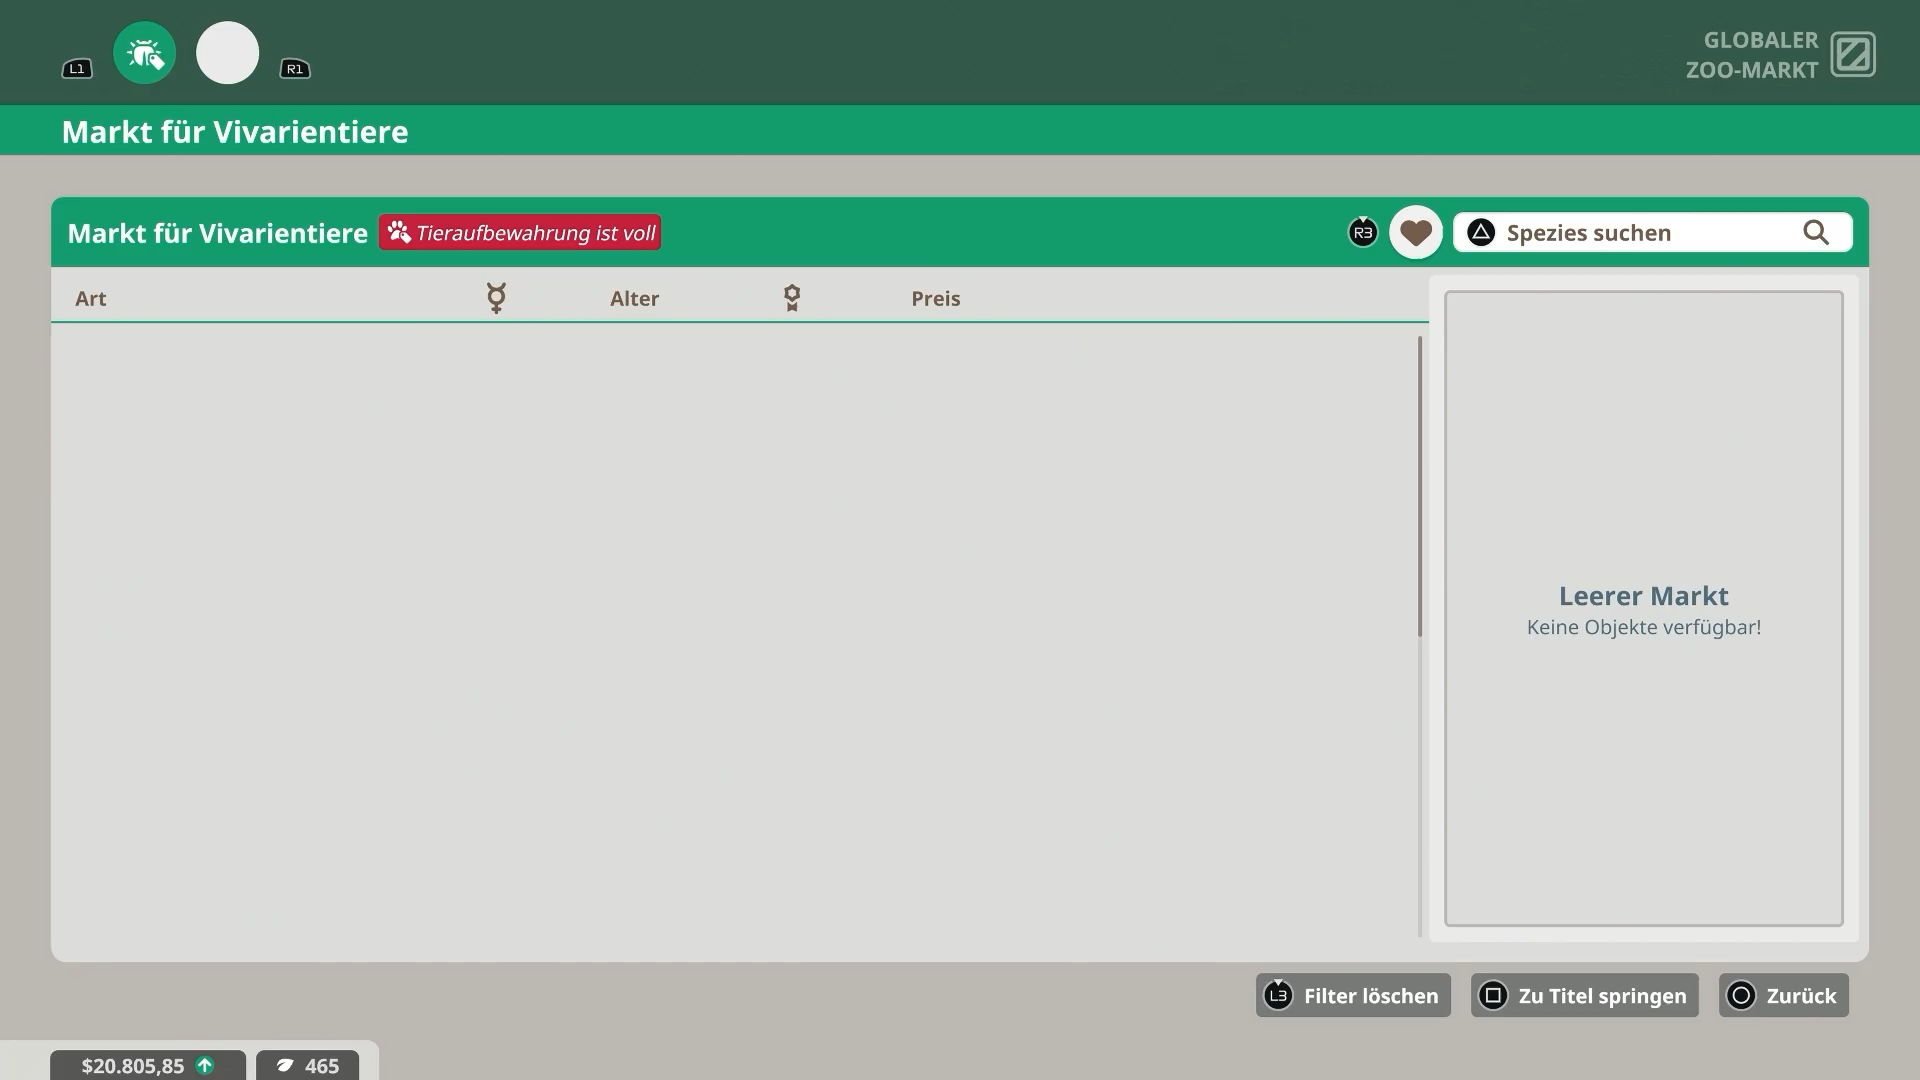 L1
R1
GLOBALER
ZOO-MARKT
Markt für Vivarientiere
Markt für Vivarientiere
Tieraufbewahrung ist voll
R3
Spezies suchen
Art
Alter
Preis
Leerer Markt
Keine Objekte verfügbar!
L3 Filter löschen
Zu Titel springen
Zurück
$20.805,85
465